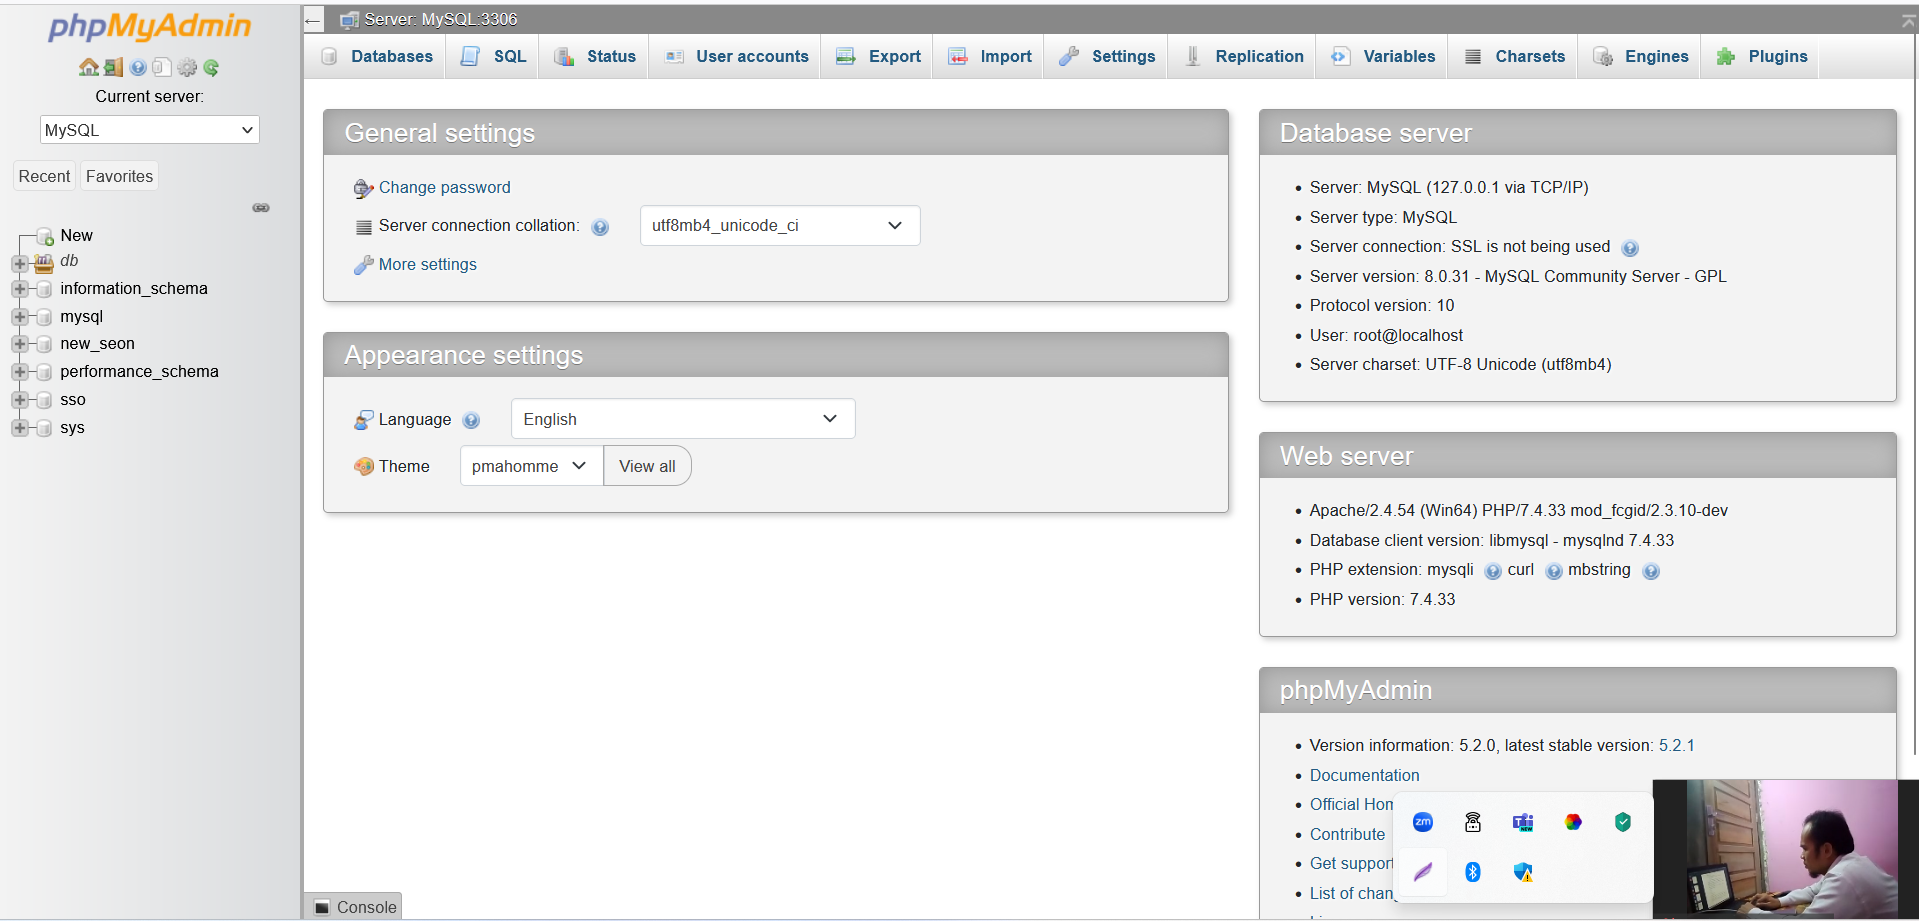 phpMyAdmin
Current server:
MySQL
Recent
Favorites
New
db
information_schema
mysql
new_seon
performance_schema
sso
sys
Server: MySQL:3306
Databases
SQL
Status
User accounts
Export
Import
Settings
Replication
Variables
Charsets
Engines
Plugins
General settings
Change password
Server connection collation:
utf8mb4_unicode_ci
More settings
Appearance settings
Language
English
Theme
pmahomme
View all
Database server
Server: MySQL (127.0.0.1 via TCP/IP)
Server type: MySQL
Server connection: SSL is not being used
Server version: 8.0.31 - MySQL Community Server - GPL
Protocol version: 10
User: root@localhost
Server charset: UTF-8 Unicode (utf8mb4)
Web server
Apache/2.4.54 (Win64) PHP/7.4.33 mod_fcgid/2.3.10-dev
Database client version: libmysql - mysqlnd 7.4.33
PHP extension: mysqli curl mbstring
PHP version: 7.4.33
phpMyAdmin
Version information: 5.2.0, latest stable version: 5.2.1
Documentation
Official Hom
Contribute
Get support
List of chan
zm
NEW
Console